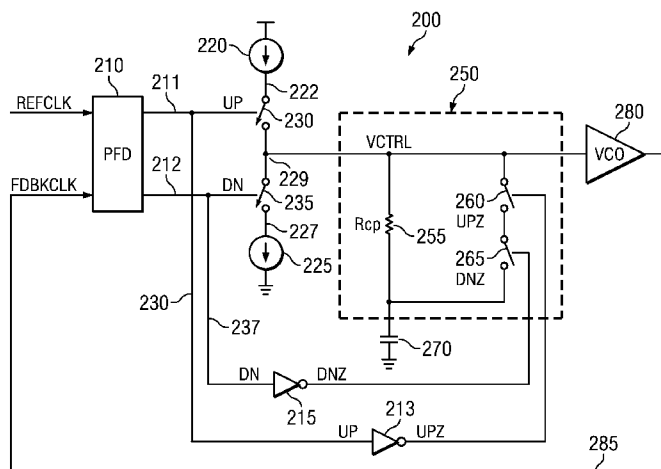 200
220
210
211
222
250
REFCLK
UP
230
280
PFD
VCTRL
VCO
212
229
FDBKCLK
DN
235
260
UPZ
Rcp
255
227
265
DNZ
225
230
237
270
DN
DNZ
215
213
UP
UPZ
285